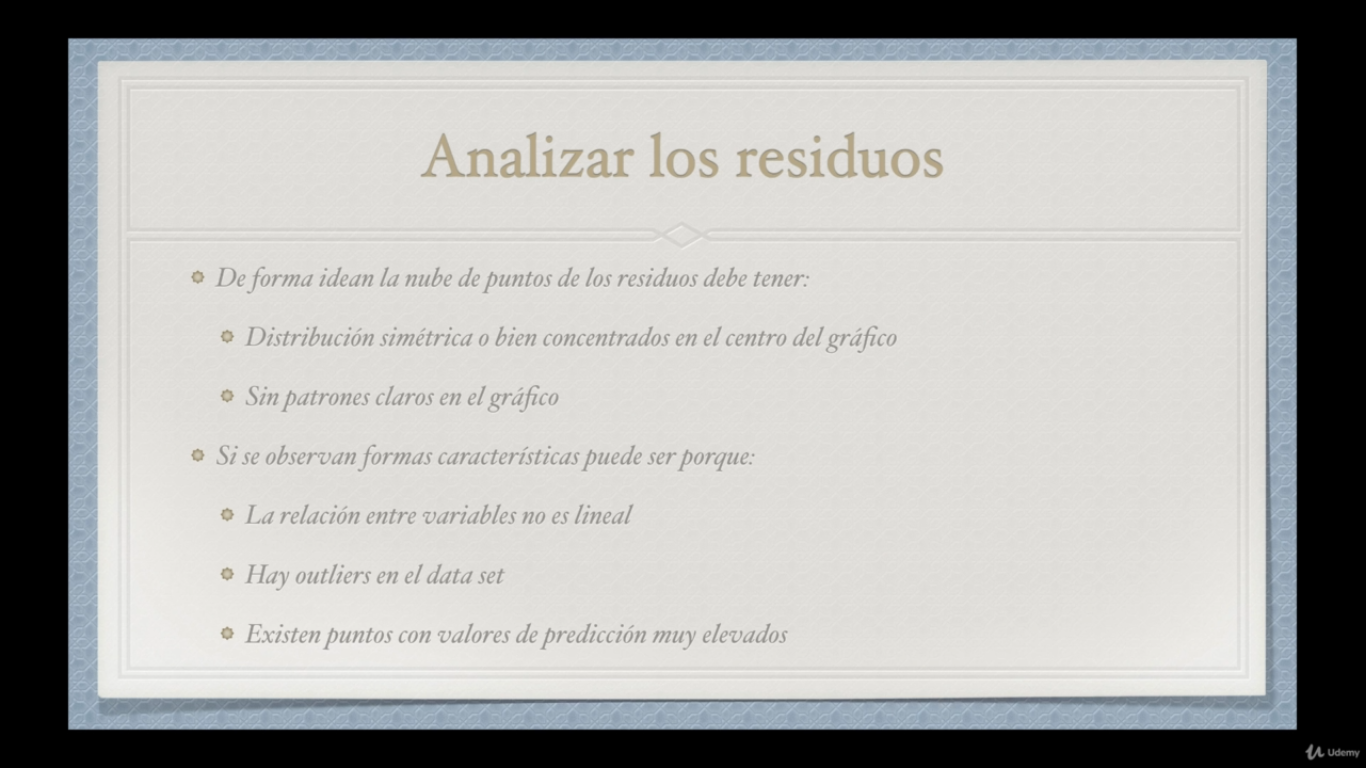 Analizar los residuos
De forma idean la nube de puntos de los residuos debe tener:
Distribución simétrica o bien concentrados en el centro del gráfico
Sin patrones claros en el gráfico
Si se observan formas características puede ser porque:
La relación entre variables no es lineal
Hay outliers en el data set
Existen puntos con valores de predicción muy elevados
Udemy